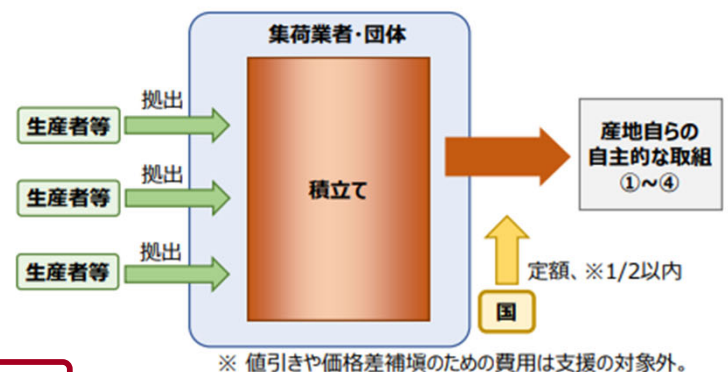 集荷業者・団体
拠出
生産者等
拠出
生産者等
拠出
生産者等
積立て
産地自らの
自主的な取組
①~④
定額、※1/2以内
国
※ 値引きや価格差補塡のための費用は支援の対象外。